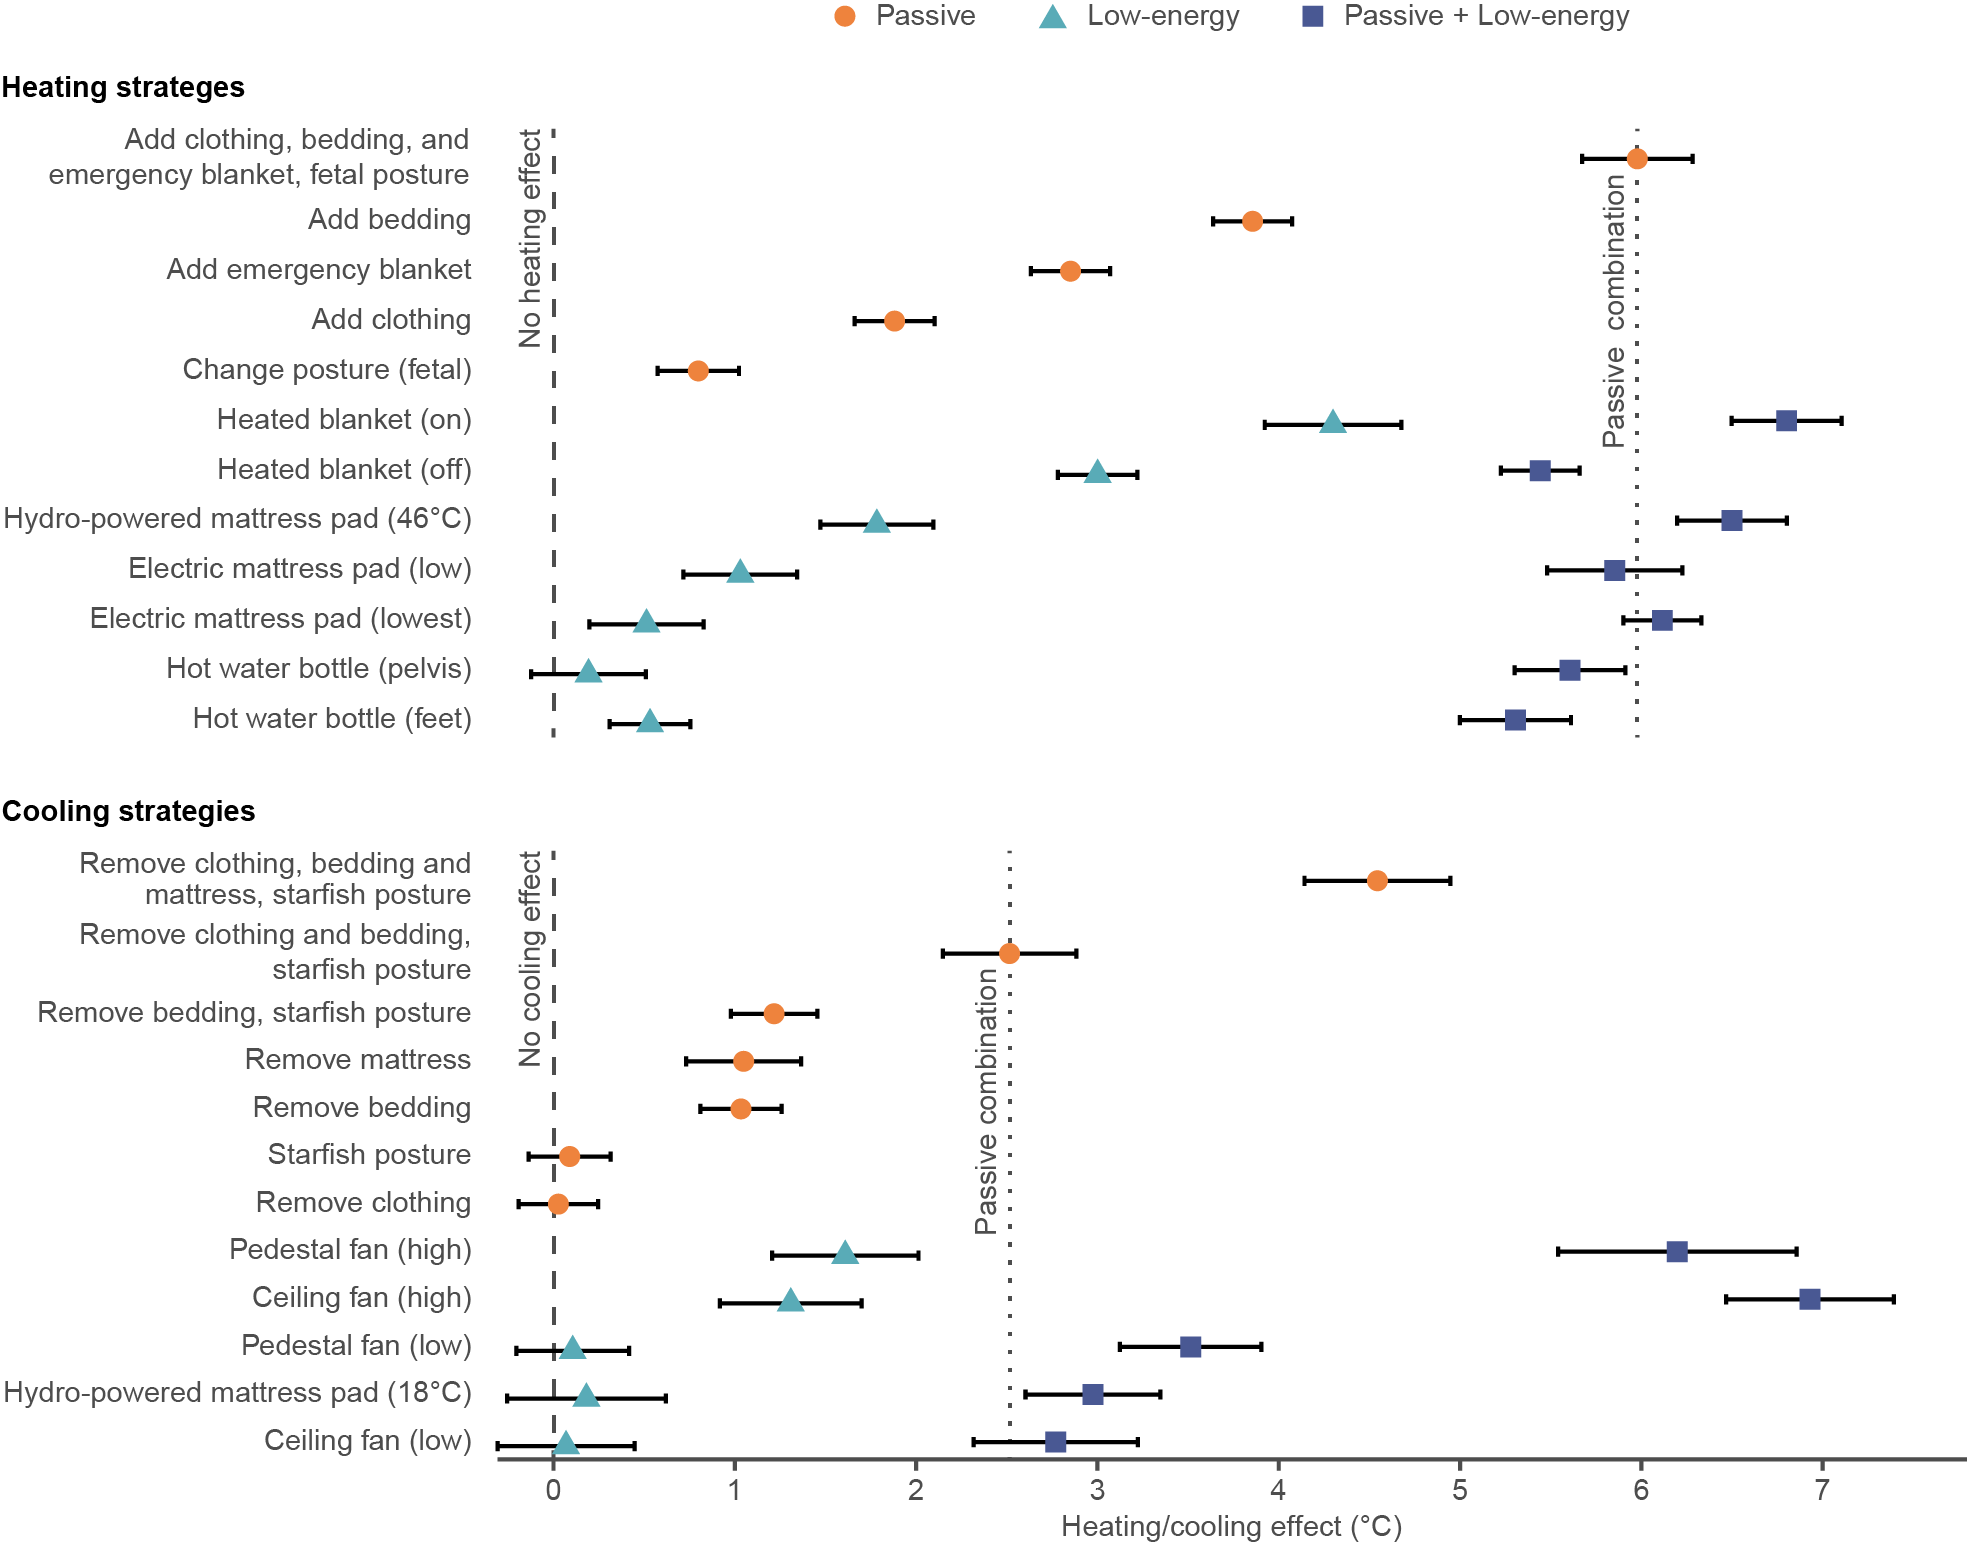 Passive
Low-energy
Passive + Low-energy
Heating strateges
Add clothing, bedding, and
emergency blanket, fetal posture
Add bedding
Add emergency blanket
Add clothing
Change posture (fetal)
Heated blanket (on)
Heated blanket (off)
Hydro-powered mattress pad (46°C)
Electric mattress pad (low)
Electric mattress pad (lowest)
Hot water bottle (pelvis)
Hot water bottle (feet)
No heating effect
Passive combination
Cooling strategies
Remove clothing, bedding and
mattress, starfish posture
Remove clothing and bedding,
starfish posture
Remove bedding, starfish posture
Remove mattress
Remove bedding
Starfish posture
Remove clothing
Pedestal fan (high)
Ceiling fan (high)
Pedestal fan (low)
Hydro-powered mattress pad (18°C)
Ceiling fan (low)
No cooling effect
Passive combination
0 1 2 3 4 5 6 7
Heating/cooling effect (°C)